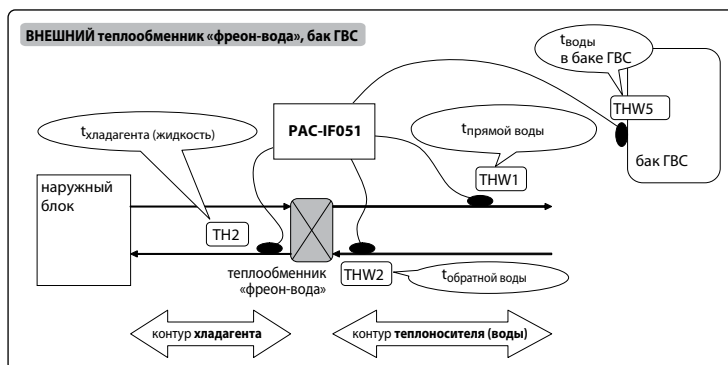 ВНЕШНИЙ теплообменник «фреон-вода», бак ГВС
tводы
в баке ГВС
THW5
бак ГВС
PAC-IF051
tхладагента (жидкость)
tпрямой воды
THW1
наружный
блок
TH2
теплообменник
«фреон-вода»
THW2
tобратной воды
контур хладагента
контур теплоносителя (воды)